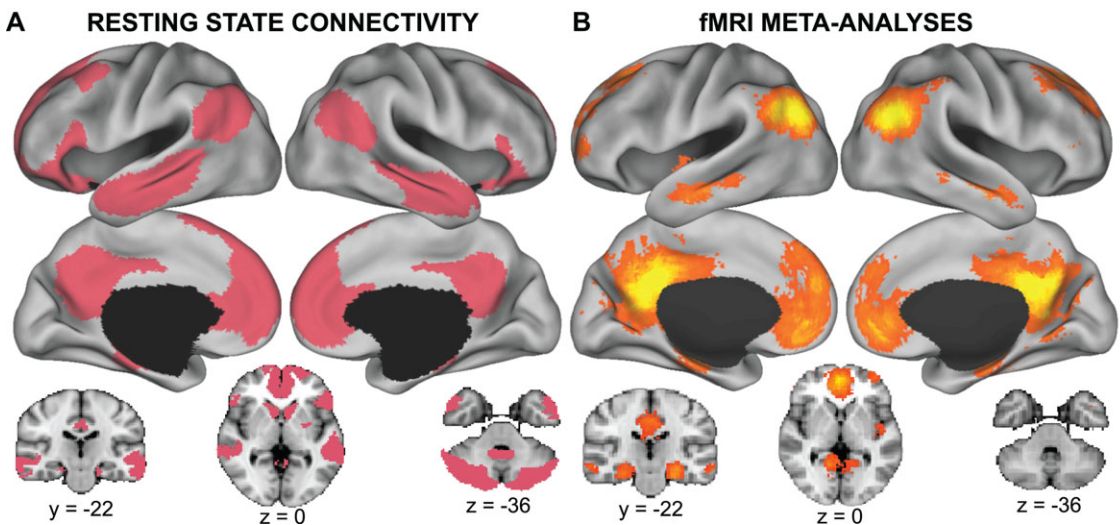 A RESTING STATE CONNECTIVITY
B fMRI META-ANALYSES
y = -22
z = 0
z = -36
y = -22
z = 0
z = -36